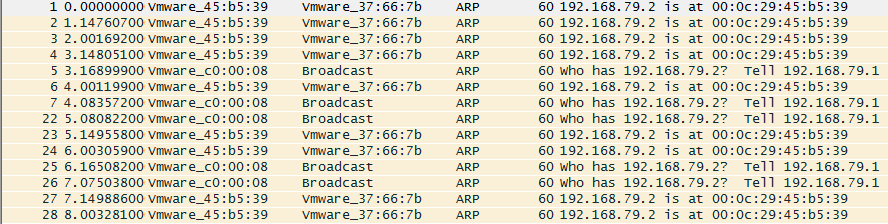 1 0.00000000 Vmware_45:b5:39 Vmware_37:66:7b ARP 60 192.168.79.2 is at 00:0c:29:45:b5:39
2 1.14760700 Vmware_45:b5:39 Vmware_37:66:7b ARP 60 192.168.79.2 is at 00:0c:29:45:b5:39
3 2.00169200 Vmware_45:b5:39 Vmware_37:66:7b ARP 60 192.168.79.2 is at 00:0c:29:45:b5:39
4 3.14805100 Vmware_45:b5:39 Vmware_37:66:7b ARP 60 192.168.79.2 is at 00:0c:29:45:b5:39
5 3.16899900 Vmware_c0:00:08 Broadcast ARP 60 Who has 192.168.79.2? Tell 192.168.79.1
6 4.00119900 Vmware_45:b5:39 Vmware_37:66:7b ARP 60 192.168.79.2 is at 00:0c:29:45:b5:39
7 4.08357200 Vmware_c0:00:08 Broadcast ARP 60 Who has 192.168.79.2? Tell 192.168.79.1
22 5.08082200 Vmware_c0:00:08 Broadcast ARP 60 Who has 192.168.79.2? Tell 192.168.79.1
23 5.14955800 Vmware_45:b5:39 Vmware_37:66:7b ARP 60 192.168.79.2 is at 00:0c:29:45:b5:39
24 6.00305900 Vmware_45:b5:39 Vmware_37:66:7b ARP 60 192.168.79.2 is at 00:0c:29:45:b5:39
25 6.16508200 Vmware_c0:00:08 Broadcast ARP 60 Who has 192.168.79.2? Tell 192.168.79.1
26 7.07503800 Vmware_c0:00:08 Broadcast ARP 60 Who has 192.168.79.2? Tell 192.168.79.1
27 7.14988600 Vmware_45:b5:39 Vmware_37:66:7b ARP 60 192.168.79.2 is at 00:0c:29:45:b5:39
28 8.00328100 Vmware_45:b5:39 Vmware_37:66:7b ARP 60 192.168.79.2 is at 00:0c:29:45:b5:39